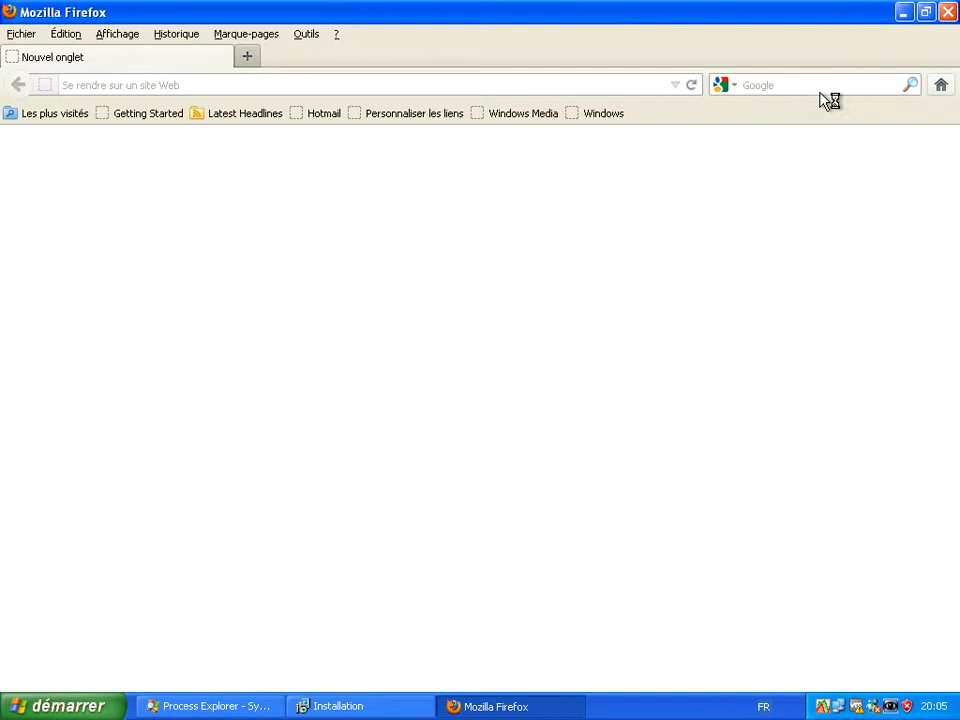 Mozilla Firefox
Fichier Édition Affichage Historique Marque-pages Outils ?
Nouvel onglet +
Se rendre sur un site Web Google
Les plus visités Getting Started Latest Headlines Hotmail Personnaliser les liens Windows Media Windows
démarrer Process Explorer - Sy... Installation Mozilla Firefox FR 20:05